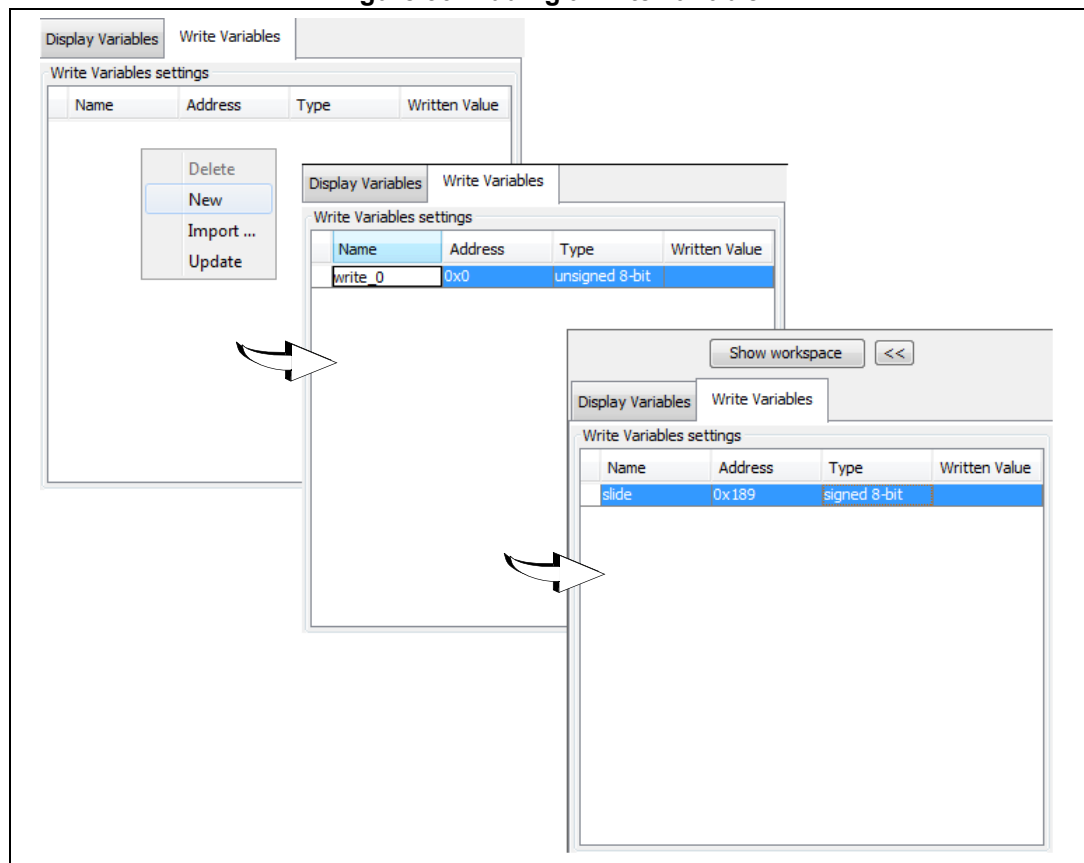 Display Variables Write Variables
Write Variables settings
Name Address Type Written Value
Delete
New
Import ...
Update
Display Variables Write Variables
Write Variables settings
Name Address Type Written Value
write_0 0x0 unsigned 8-bit
Show workspace <<
Display Variables Write Variables
Write Variables settings
Name Address Type Written Value
slide 0x189 signed 8-bit